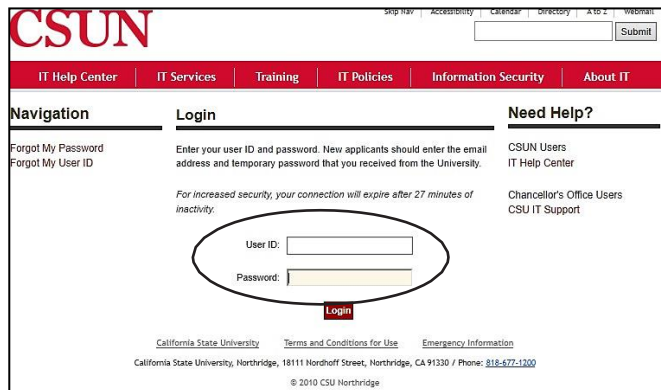 CSUN
Skip Nav Accessibility Calendar Directory A to Z Webmail
Submit
IT Help Center IT Services Training IT Policies Information Security About IT
Navigation
Forgot My Password
Forgot My User ID
Login
Enter your user ID and password. New applicants should enter the email
address and temporary password that you received from the University.
For increased security, your connection will expire after 27 minutes of
inactivity.
User ID:
Password:
Login
Need Help?
CSUN Users
IT Help Center
Chancellor's Office Users
CSU IT Support
California State University Terms and Conditions for Use Emergency Information
California State University, Northridge, 18111 Nordhoff Street, Northridge, CA 91330 / Phone: 818-677-1200
© 2010 CSU Northridge